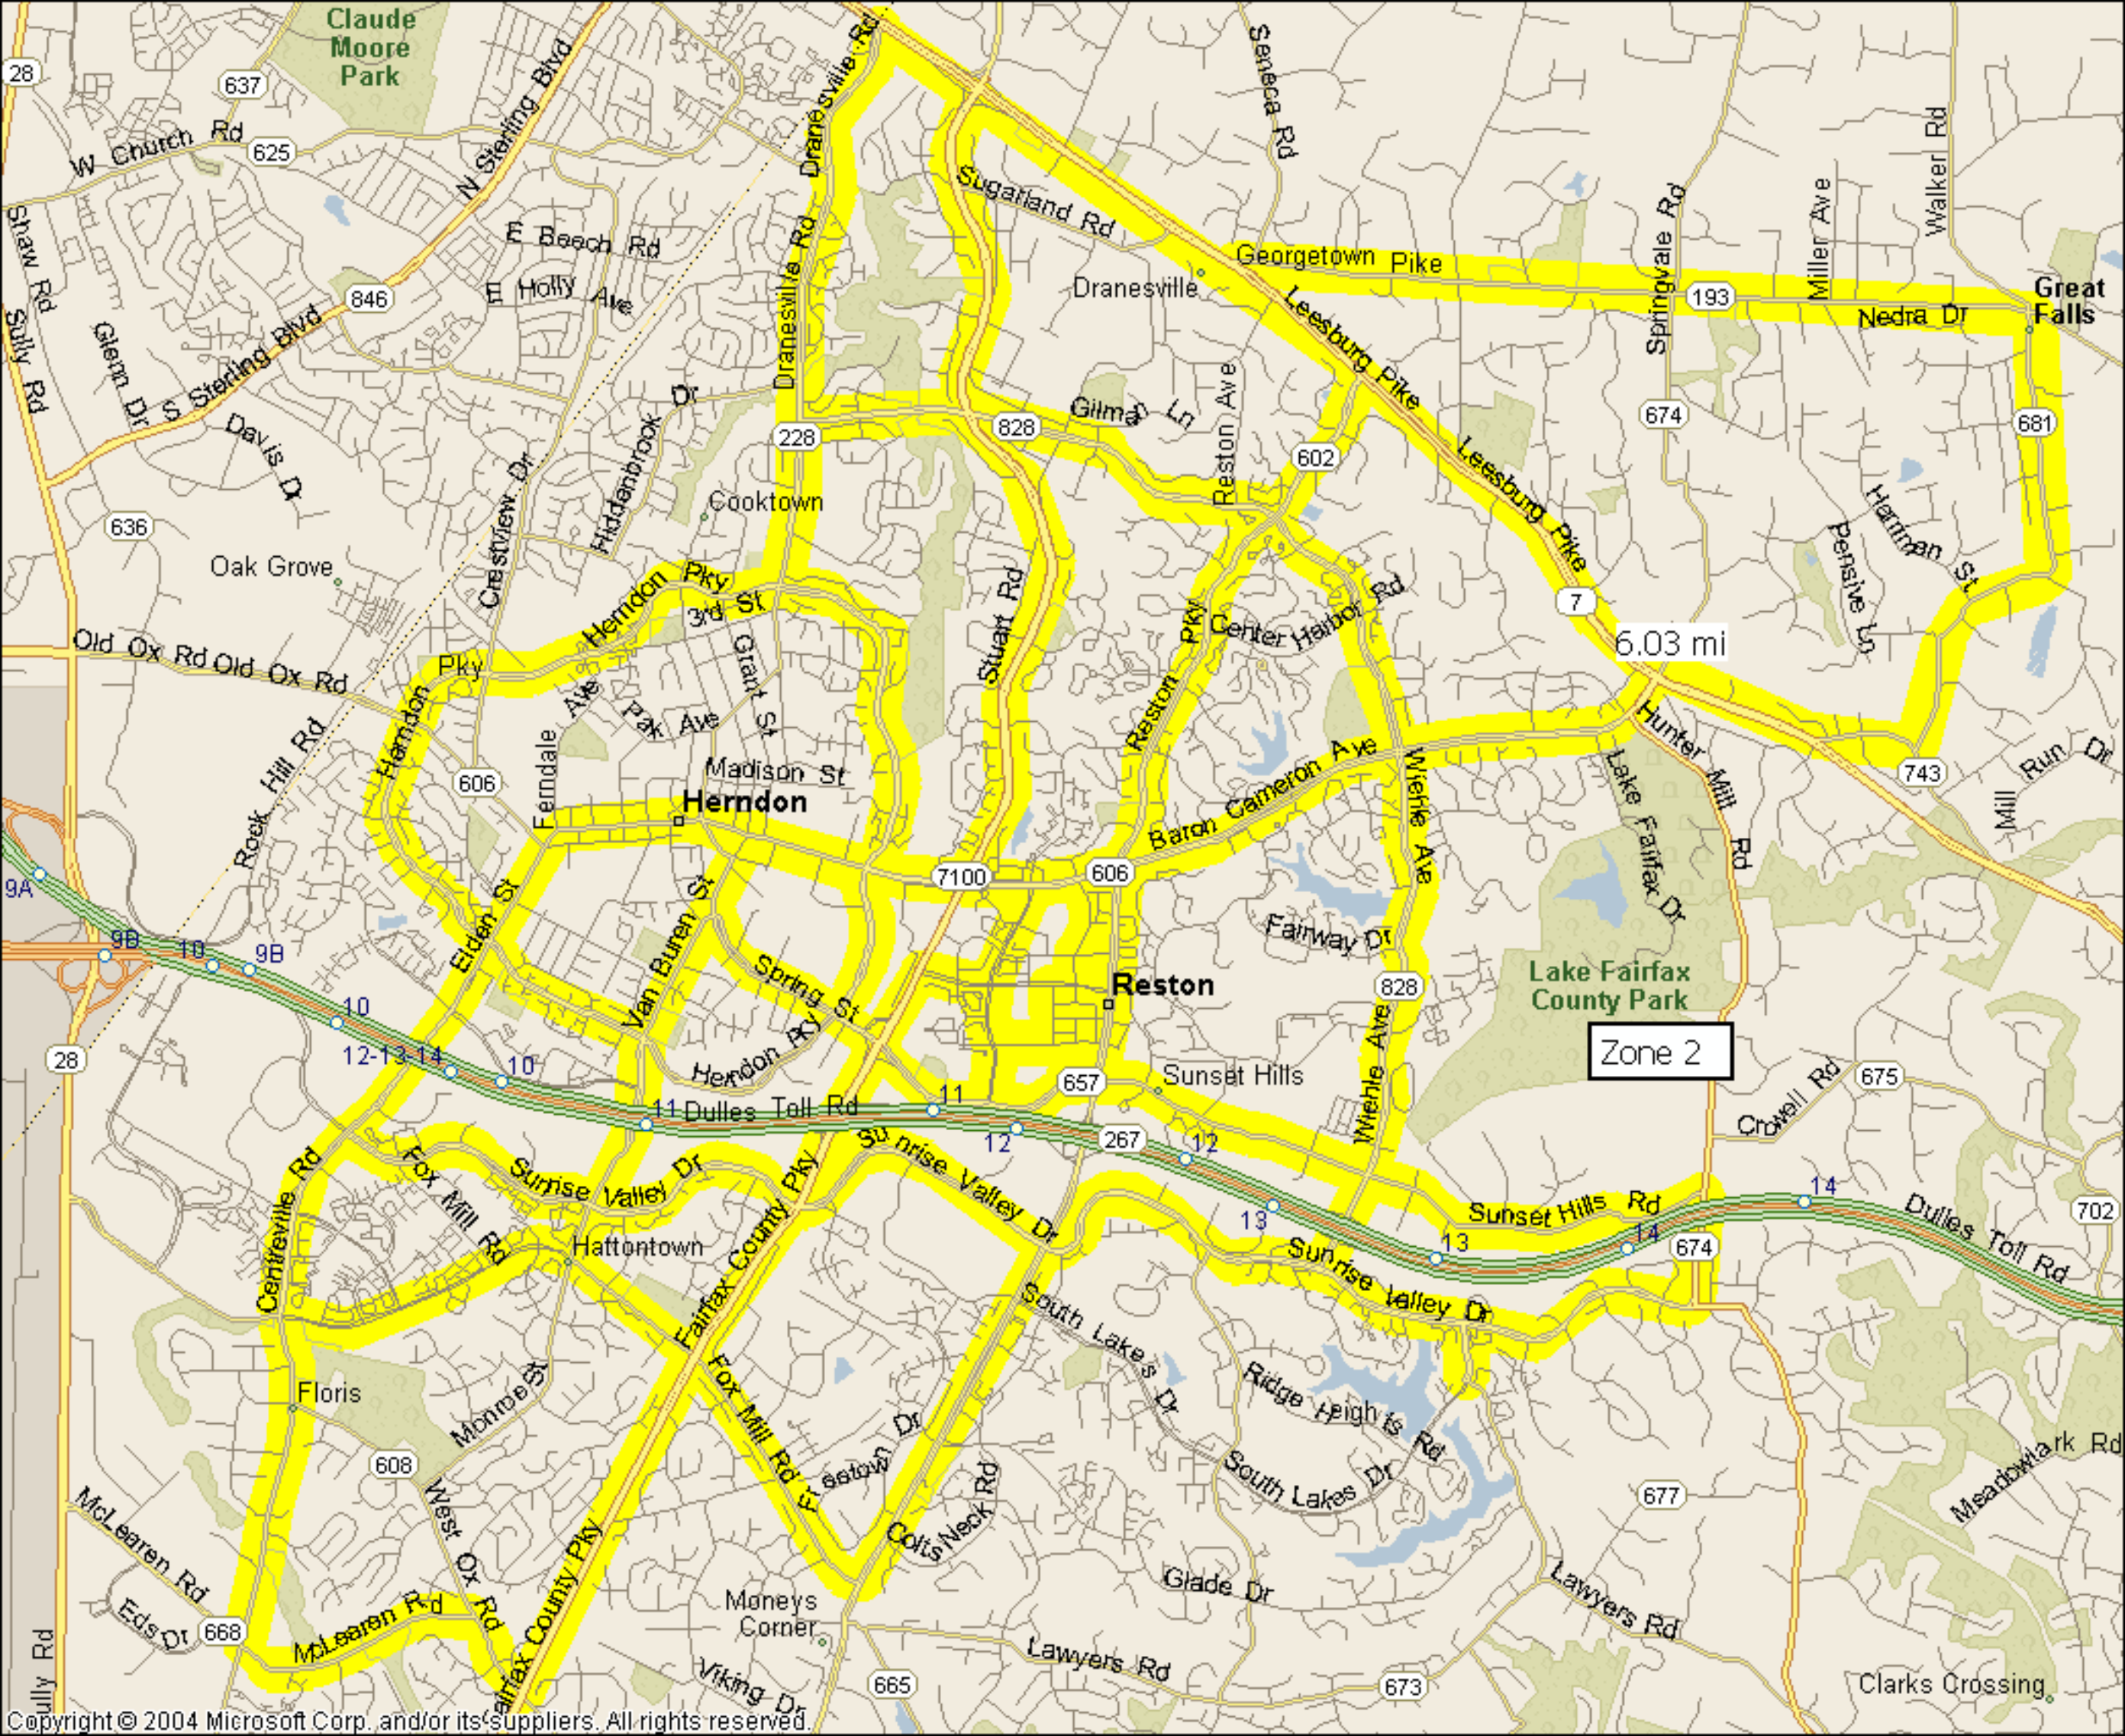 Claude
Moore
Park
28
637
W Church Rd
625
N Sterling Blvd
Dranesville Rd
Seneca Rd
Walker Rd
Shaw Rd
Sully Rd
E Beech Rd
E Holly Ave
846
Glenn Dr
S Sterling Blvd
Davis Dr
Dranesville Rd
Sugarland Rd
Dranesville
Georgetown Pike
Leesburg Pike
Springvale Rd
193
Miller Ave
Nedra Dr
Great
Falls
Hiddenbrook Dr
228
828
Gilman Ln
Reston Ave
602
674
681
Leesburg Pike
Cooktown
636
Oak Grove
Crestview Dr
Harriman St
Pensive Ln
Herndon Pky
3rd St
Stuart Rd
Center Harbor Rd
7
6.03 mi
Old Ox Rd
Old Ox Rd
Herndon Pky
Grant St
Park Ave
Reston Pky
Rock Hill Rd
606
Ferndale Ave
Madison St
Herndon
Baron Cameron Ave
Wiehle Ave
Hunter Mill Rd
Lake Fairfax Dr
743
Mill Run Dr
9A
7100
606
Elden St
Van Buren St
Fairway Dr
9B
10
9B
Spring St
Reston
828
Lake Fairfax
County Park
Zone 2
28
10
12-13-14
10
Herndon Pky
657
Sunset Hills
Wiehle Ave
Crowell Rd
675
11
Dulles Toll Rd
11
12
267
12
Centreville Rd
Fox Mill Rd
Sunrise Valley Dr
Sunrise Valley Dr
13
Sunset Hills Rd
14
14
Dulles Toll Rd
702
Hattontown
Fairfax County Pky
Sunrise Valley Dr
13
674
South Lakes Dr
Floris
Monroe St
Fox Mill Rd
Ridge Heights Rd
608
South Lakes Dr
Meadowlark Rd
McLearen Rd
West Ox Rd
Colts Neck Rd
677
Eds Dr
668
McLearen Rd
Fairfax County Pky
Moneys
Corner
Glade Dr
Lawyers Rd
Lawyers Rd
Viking Dr
665
673
Clarks Crossing
Copyright © 2004 Microsoft Corp. and/or its suppliers. All rights reserved.